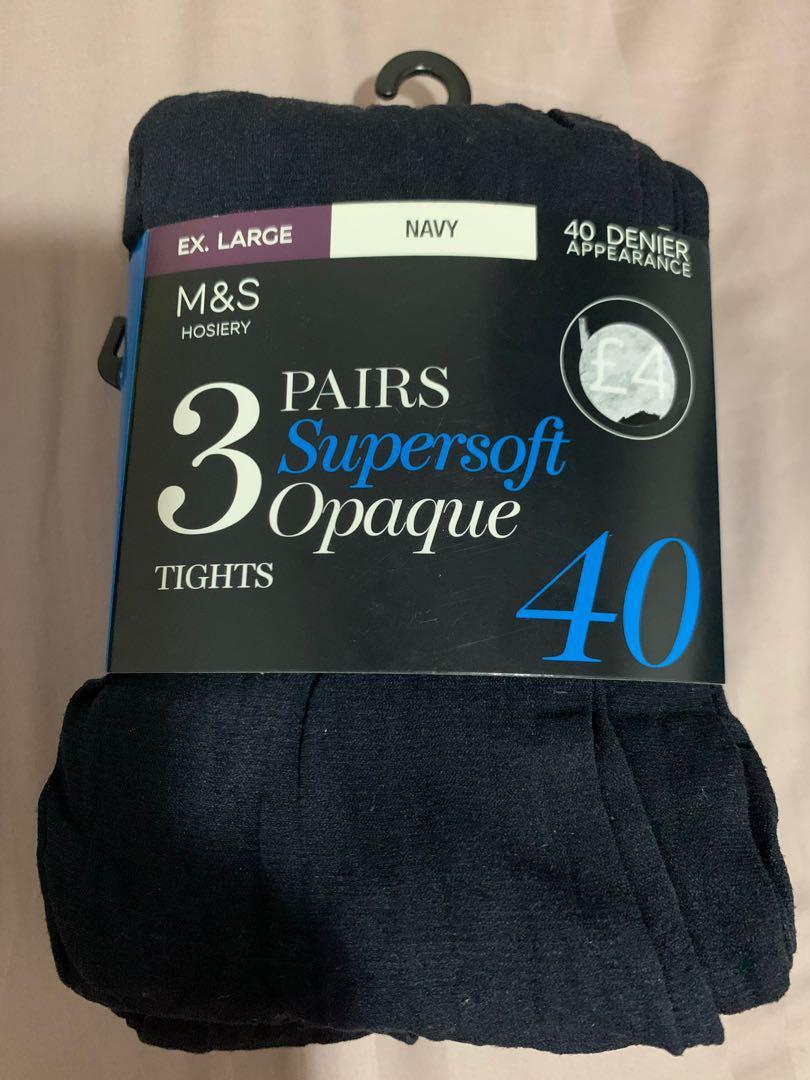 EX. LARGE
NAVY
40 DENIER
APPEARANCE
M&S
HOSIERY
£4
3 PAIRS
Supersoft
Opaque
TIGHTS
40